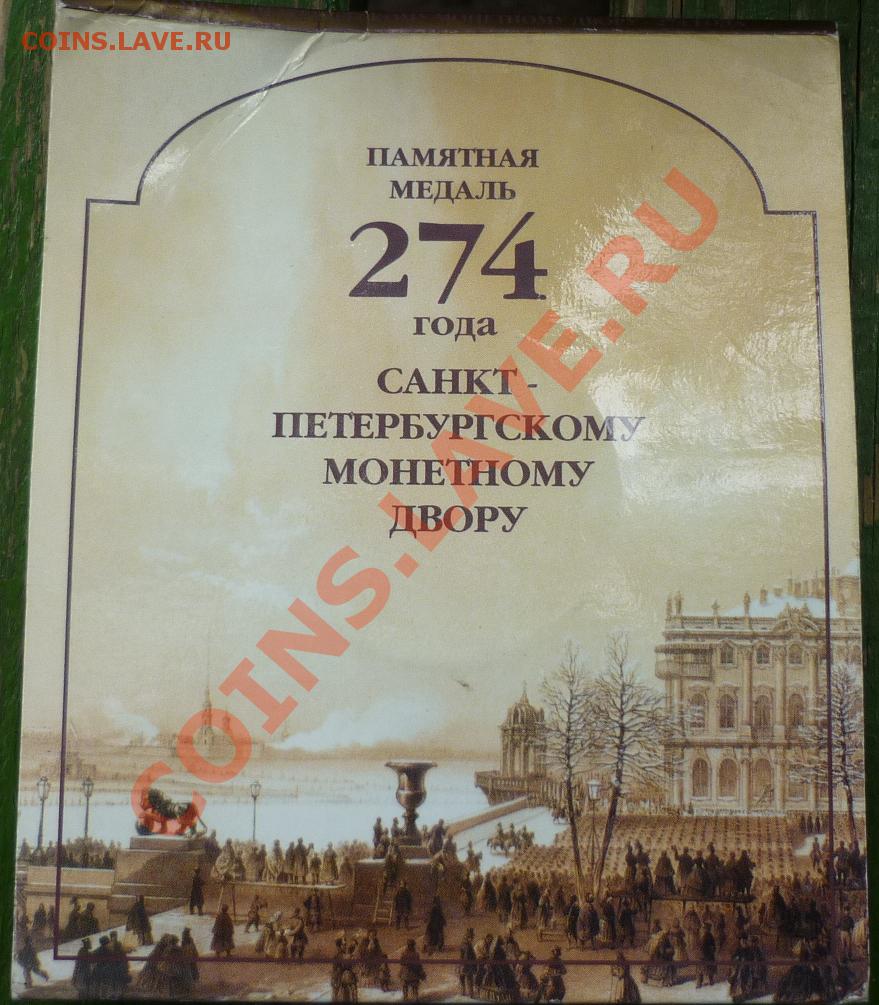 COINS.LAVE.RU
ПАМЯТНАЯ
МЕДАЛЬ
274
года
САНКТ-
ПЕТЕРБУРГСКОМУ
МОНЕТНОМУ
ДВОРУ
COINS.LAVE.RU